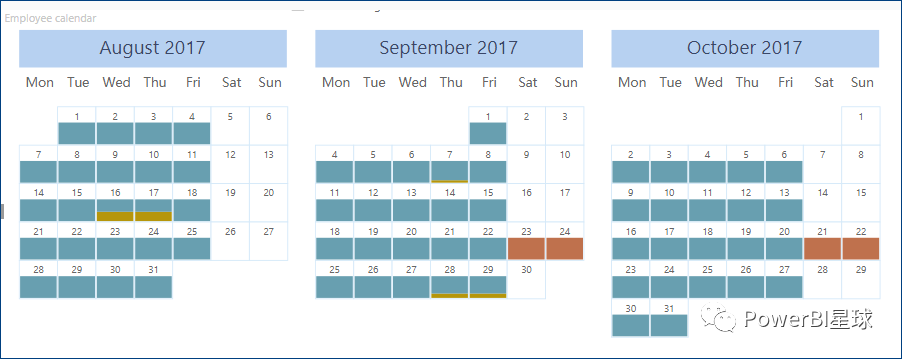 Employee calendar
August 2017 September 2017 October 2017
Mon Tue Wed Thu Fri Sat Sun Mon Tue Wed Thu Fri Sat Sun Mon Tue Wed Thu Fri Sat Sun
1 2 3 4 5 6 1 2 3 1
7 8 9 10 11 12 13 4 5 6 7 8 9 10 2 3 4 5 6 7 8
14 15 16 17 18 19 20 11 12 13 14 15 16 17 9 10 11 12 13 14 15
21 22 23 24 25 26 27 18 19 20 21 22 23 24 16 17 18 19 20 21 22
28 29 30 31 25 26 27 28 29 30 23 24 25 26 27 28 29
30 31
PowerBI星球